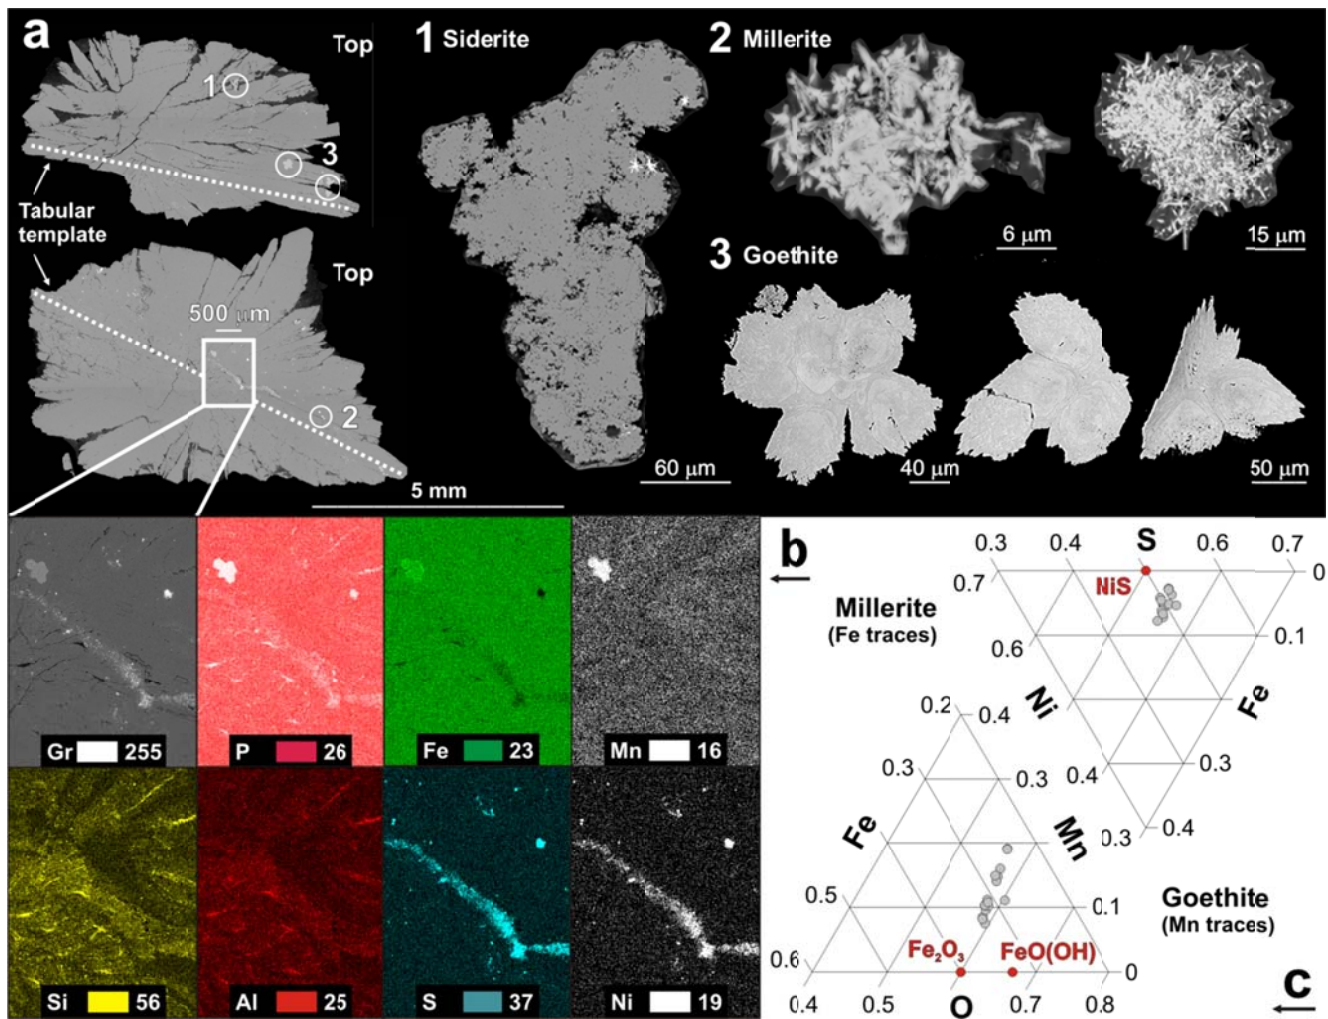 a
Top
1
3
Tabular
template
Top
500 μm
2
5 mm
1 Siderite
60 μm
2 Millerite
6 μm
15 μm
3 Goethite
40 μm
50 μm
Gr 255
P 26
Fe 23
Mn 16
Si 56
Al 25
S 37
Ni 19
b
S
0.3 0.4 0.6 0.7
0.7 NiS 0
Millerite
(Fe traces)
0.6 0.1
Ni Fe
0.2 0.4
0.4 0.3
0.3 0.3
0.3 0.4
Fe Mn
0.5 0.1
Goethite
(Mn traces)
Fe2O3 FeO(OH)
0.6 0
0.4 0.5 O 0.7 0.8
c